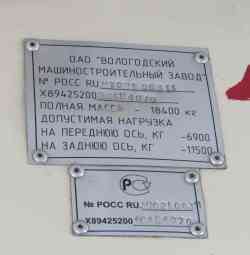 ОАО "ВОЛОГОДСКИЙ
МАШИНОСТРОИТЕЛЬНЫЙ ЗАВОД"
№ РОСС RU
X89425200
ПОЛНАЯ МАССА - 18400 кг
ДОПУСТИМАЯ НАГРУЗКА
НА ПЕРЕДНЮЮ ОСЬ, КГ -6900
НА ЗАДНЮЮ ОСЬ, КГ -11500
№ РОСС RU
X89425200